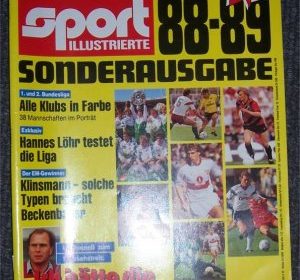 sport
ILLUSTRIERTE
88-89
SONDERAUSGABE
1. und 2. Bundesliga
Alle Klubs in Farbe
38 Mannschaften im Porträt
Exklusiv
Hannes Löhr testet
die Liga
Der EM-Gewinner
Klinsmann – solche
Typen braucht
Beckenbauer
zum